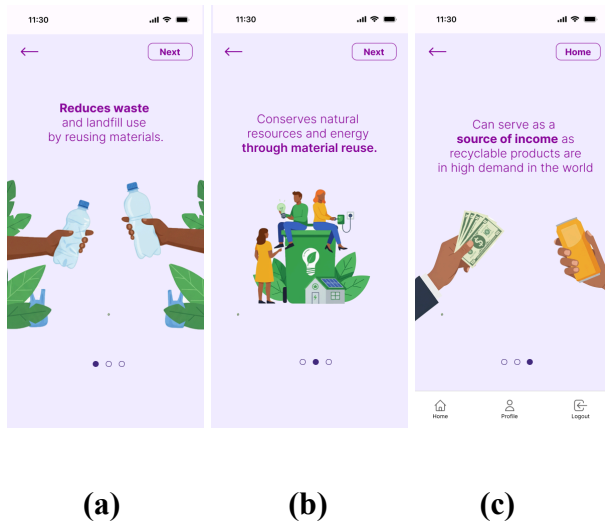 11:30
Next
Reduces waste
and landfill use
by reusing materials.
11:30
Next
Conserves natural
resources and energy
through material reuse.
11:30
Home
Can serve as a
source of income as
recyclable products are
in high demand in the world
Home Profile Logout
(a) (b) (c)